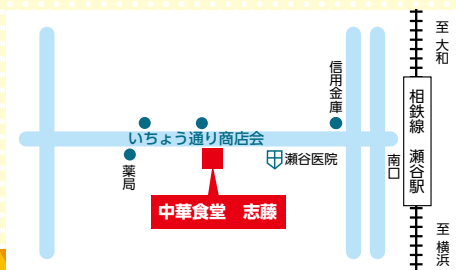 至 大和
信用金庫
相鉄線 瀬谷駅
いちょう通り商店会
瀬谷医院
南口
薬局
中華食堂 志藤
至 横浜